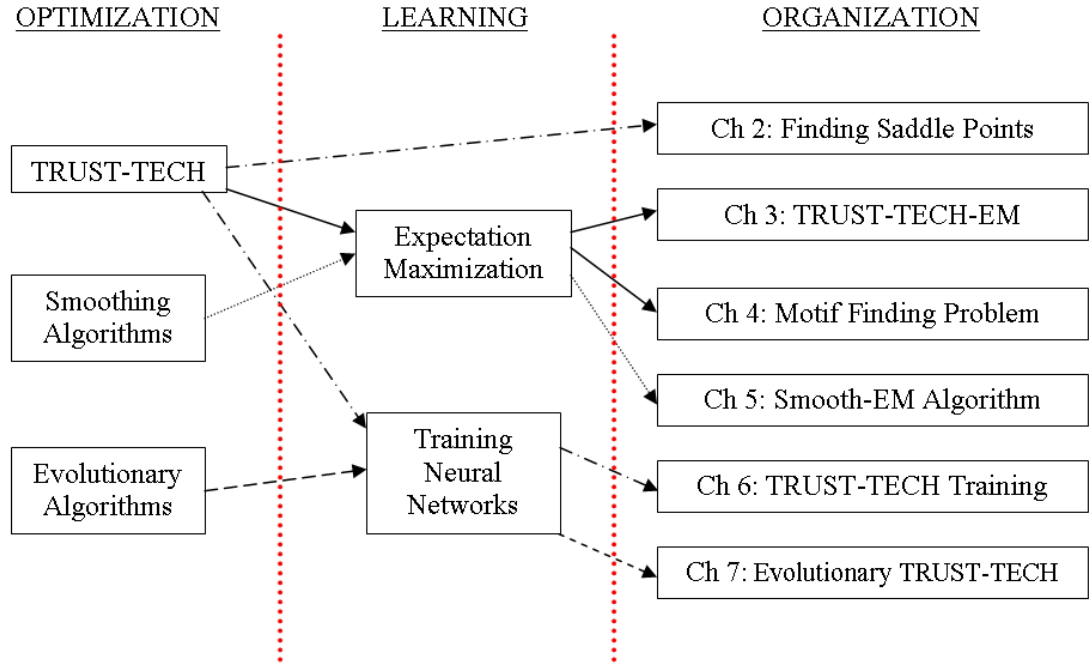 OPTIMIZATION
LEARNING
ORGANIZATION
TRUST-TECH
Smoothing
Algorithms
Evolutionary
Algorithms
Expectation
Maximization
Training
Neural
Networks
Ch 2: Finding Saddle Points
Ch 3: TRUST-TECH-EM
Ch 4: Motif Finding Problem
Ch 5: Smooth-EM Algorithm
Ch 6: TRUST-TECH Training
Ch 7: Evolutionary TRUST-TECH